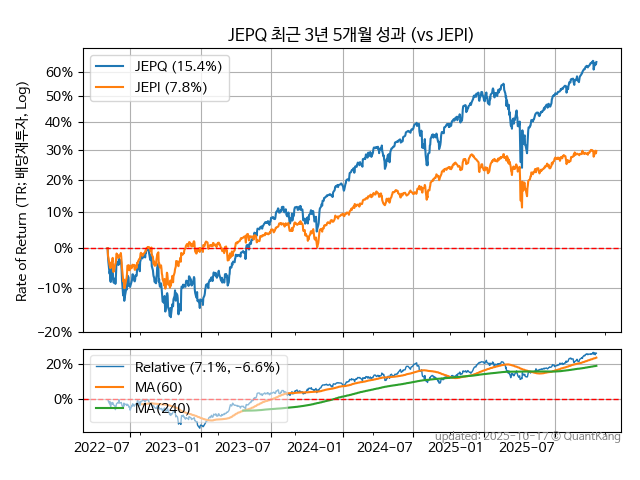 JEPQ 최근 3년 5개월 성과 (vs JEPI)
Rate of Return (TR: 배당재투자, Log)
JEPQ (15.4%)
JEPI (7.8%)
60%
50%
40%
30%
20%
10%
0%
−10%
−20%
20%
0%
Relative (7.1%, −6.6%)
MA(60)
MA(240)
2022-07 2023-01 2023-07 2024-01 2024-07 2025-01 2025-07
updated: 2025-10-17 © QuantKang